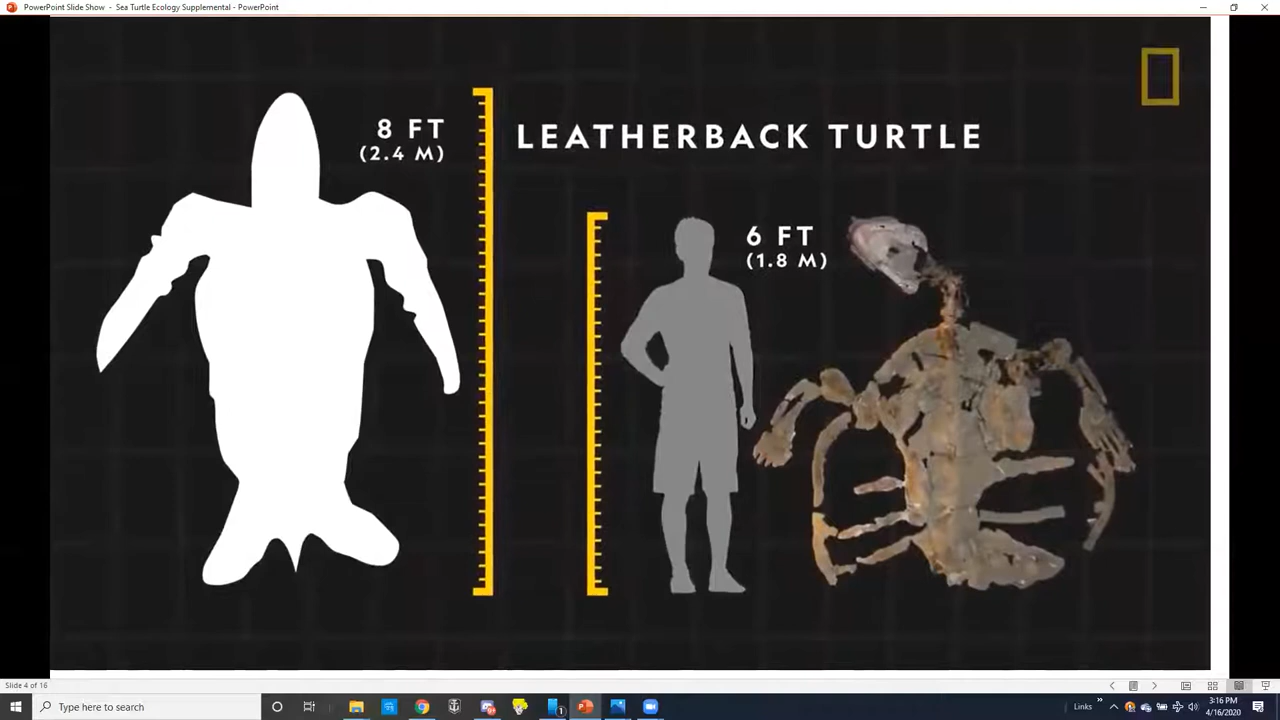 PowerPoint Slide Show - Sea Turtle Ecology Supplemental - PowerPoint
8 FT
(2.4 M)
LEATHERBACK TURTLE
6 FT
(1.8 M)
Slide 4 of 16
Type here to search
Links
3:16 PM
4/16/2020